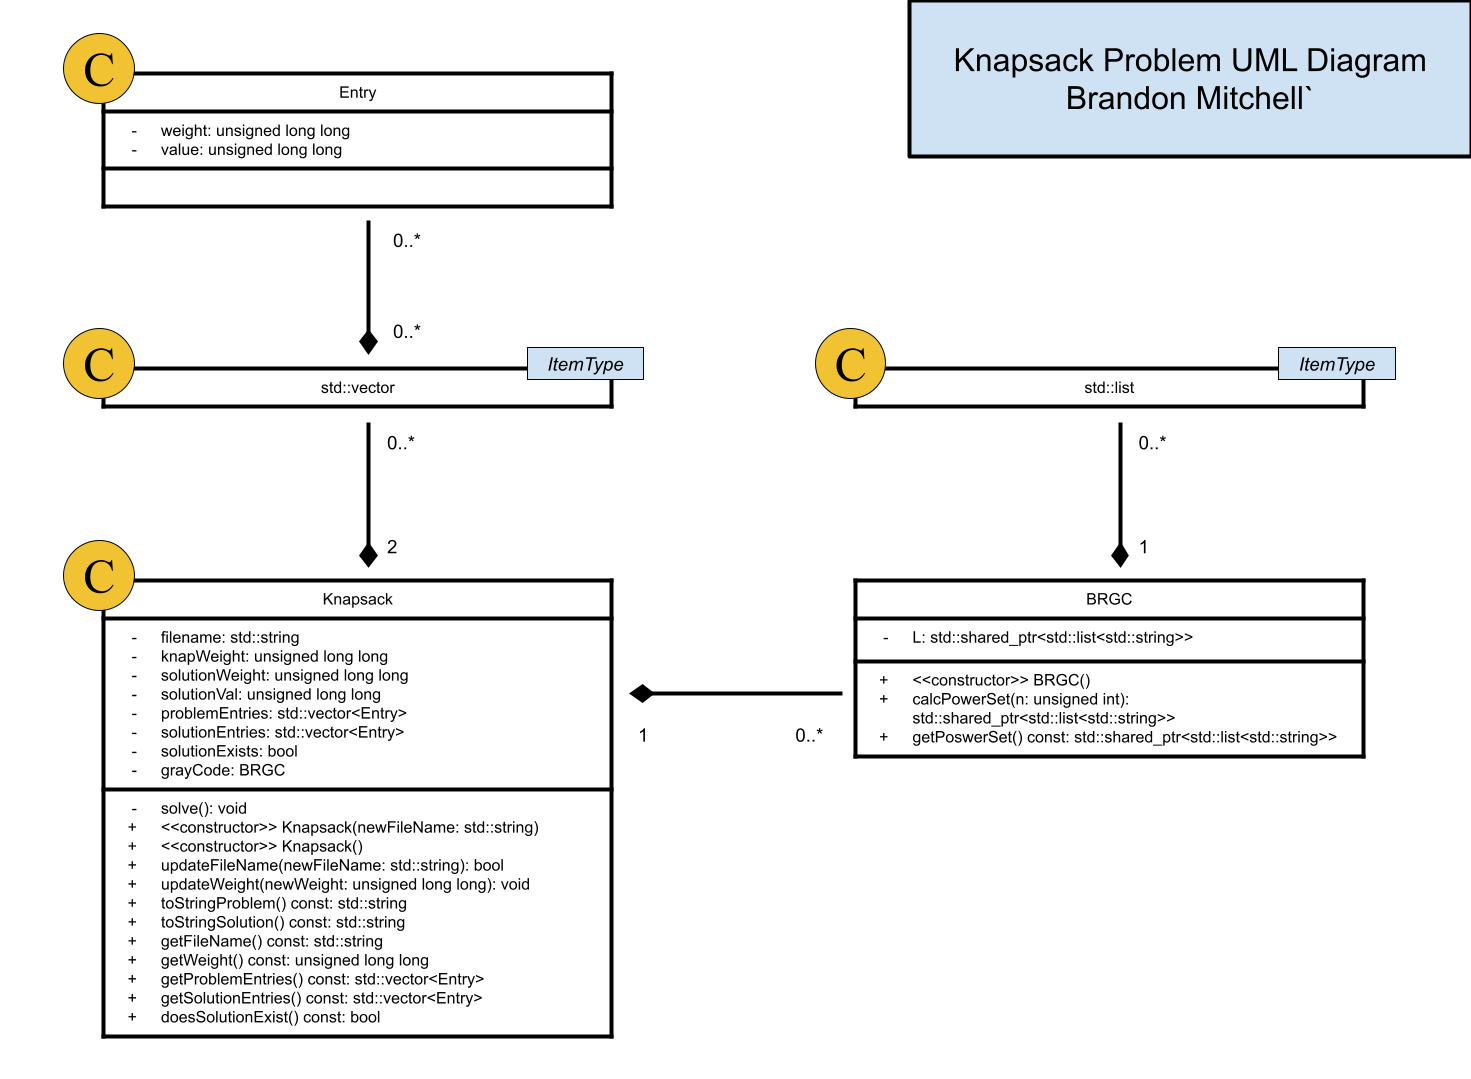 Knapsack Problem UML Diagram
Brandon Mitchell`
C
Entry
- weight: unsigned long long
- value: unsigned long long
0..*
0..*
C
ItemType
std::vector
0..*
2
C
ItemType
std::list
0..*
1
C
Knapsack
- filename: std::string
- knapWeight: unsigned long long
- solutionWeight: unsigned long long
- solutionVal: unsigned long long
- problemEntries: std::vector<Entry>
- solutionEntries: std::vector<Entry>
- solutionExists: bool
- grayCode: BRGC
- solve(): void
+ <<constructor>> Knapsack(newFileName: std::string)
+ <<constructor>> Knapsack()
+ updateFileName(newFileName: std::string): bool
+ updateWeight(newWeight: unsigned long long): void
+ toStringProblem() const: std::string
+ toStringSolution() const: std::string
+ getFileName() const: std::string
+ getWeight() const: unsigned long long
+ getProblemEntries() const: std::vector<Entry>
+ getSolutionEntries() const: std::vector<Entry>
+ doesSolutionExist() const: bool
1
0..*
BRGC
- L: std::shared_ptr<std::list<std::string>>
+ <<constructor>> BRGC()
+ calcPowerSet(n: unsigned int):
std::shared_ptr<std::list<std::string>>
+ getPoswerSet() const: std::shared_ptr<std::list<std::string>>